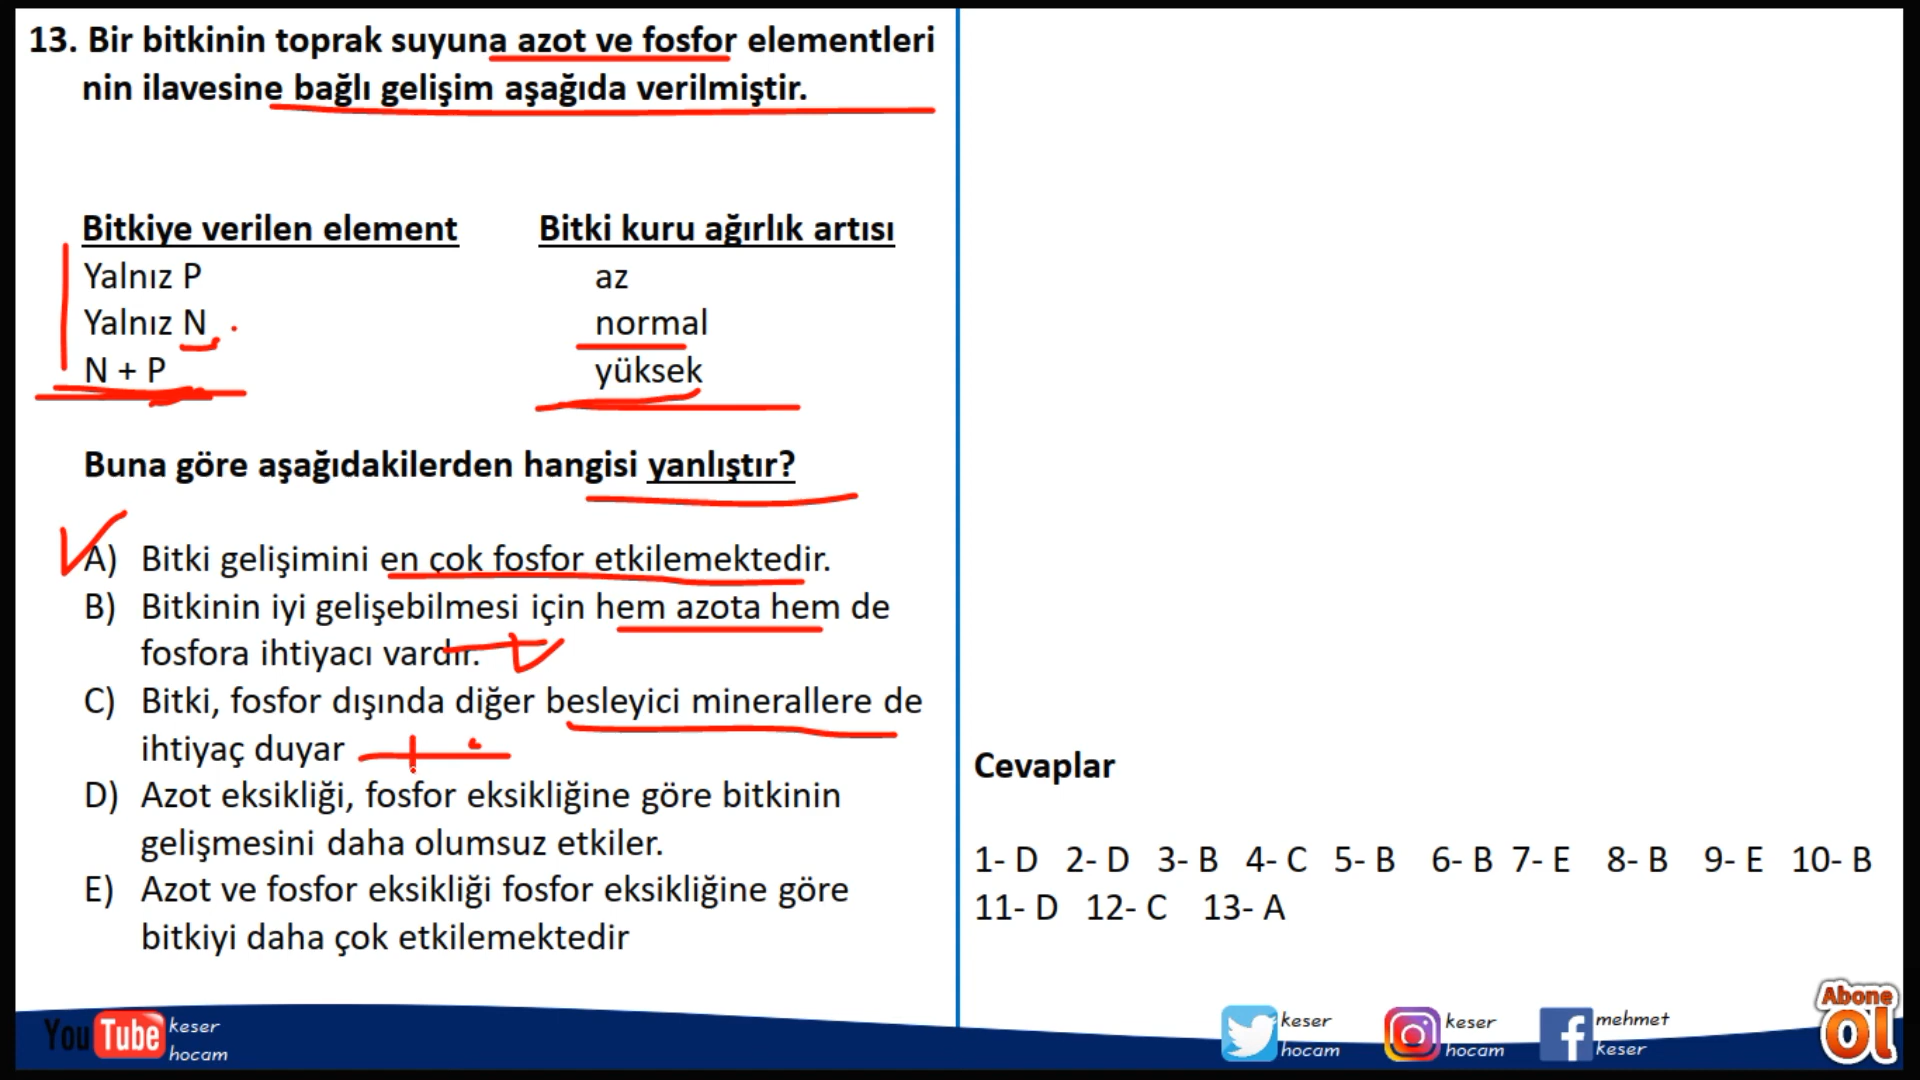 13. Bir bitkinin toprak suyuna azot ve fosfor elementleri
nin ilavesine bağlı gelişim aşağıda verilmiştir.
Bitkiye verilen element Bitki kuru ağırlık artısı
Yalnız P az
Yalnız N normal
N + P yüksek
Buna göre aşağıdakilerden hangisi yanlıştır?
A) Bitki gelişimini en çok fosfor etkilemektedir.
B) Bitkinin iyi gelişebilmesi için hem azota hem de
fosfora ihtiyacı vardır.
C) Bitki, fosfor dışında diğer besleyici minerallere de
ihtiyaç duyar
D) Azot eksikliği, fosfor eksikliğine göre bitkinin
gelişmesini daha olumsuz etkiler.
E) Azot ve fosfor eksikliği fosfor eksikliğine göre
bitkiyi daha çok etkilemektedir
Cevaplar
1- D 2- D 3- B 4- C 5- B 6- B 7- E 8- B 9- E 10- B
11- D 12- C 13- A
YouTube keser
hocam
keser
hocam
keser
hocam
mehmet
keser
Abone
Ol